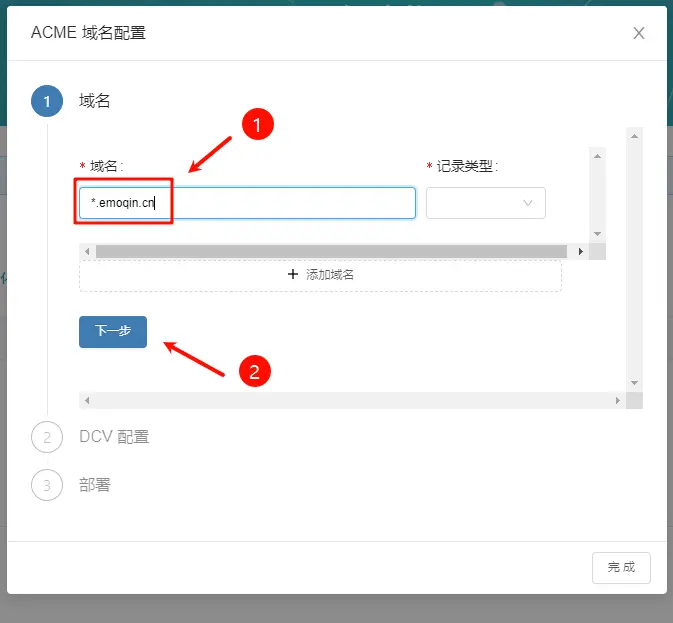 ACME 域名配置
1 域名
1
* 域名: * 记录类型:
*.emoqin.cn
+ 添加域名
下一步
2
2 DCV 配置
3 部署
完 成